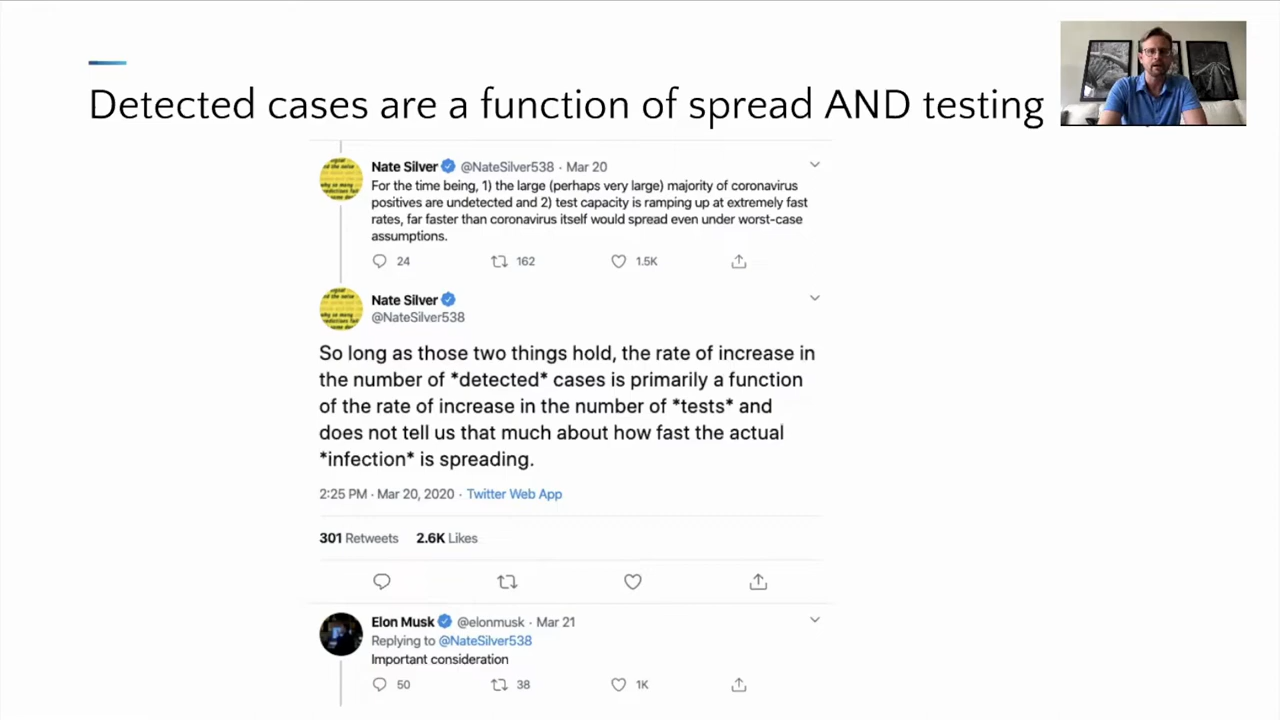 Detected cases are a function of spread AND testing
Nate Silver @NateSilver538 · Mar 20
For the time being, 1) the large (perhaps very large) majority of coronavirus
positives are undetected and 2) test capacity is ramping up at extremely fast
rates, far faster than coronavirus itself would spread even under worst-case
assumptions.
24 162 1.5K
Nate Silver
@NateSilver538
So long as those two things hold, the rate of increase in
the number of *detected* cases is primarily a function
of the rate of increase in the number of *tests* and
does not tell us that much about how fast the actual
*infection* is spreading.
2:25 PM · Mar 20, 2020 · Twitter Web App
301 Retweets 2.6K Likes
Elon Musk @elonmusk · Mar 21
Replying to @NateSilver538
Important consideration
50 38 1K